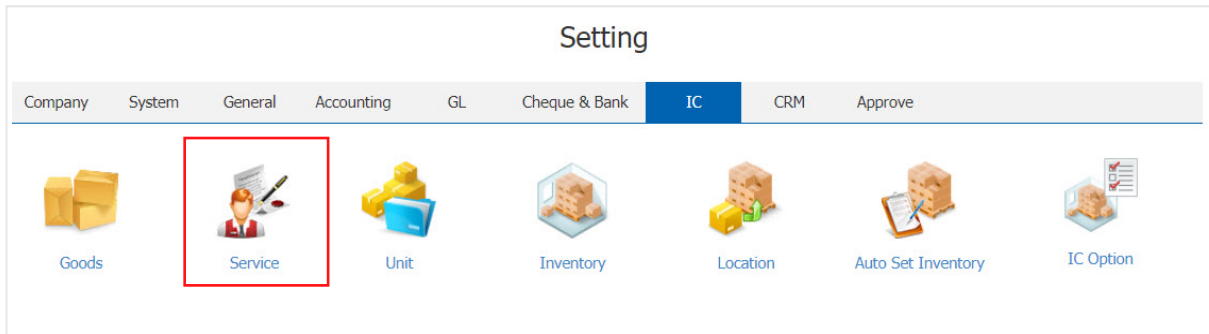 Setting
Company System General Accounting GL Cheque & Bank IC CRM Approve
Goods Service Unit Inventory Location Auto Set Inventory IC Option